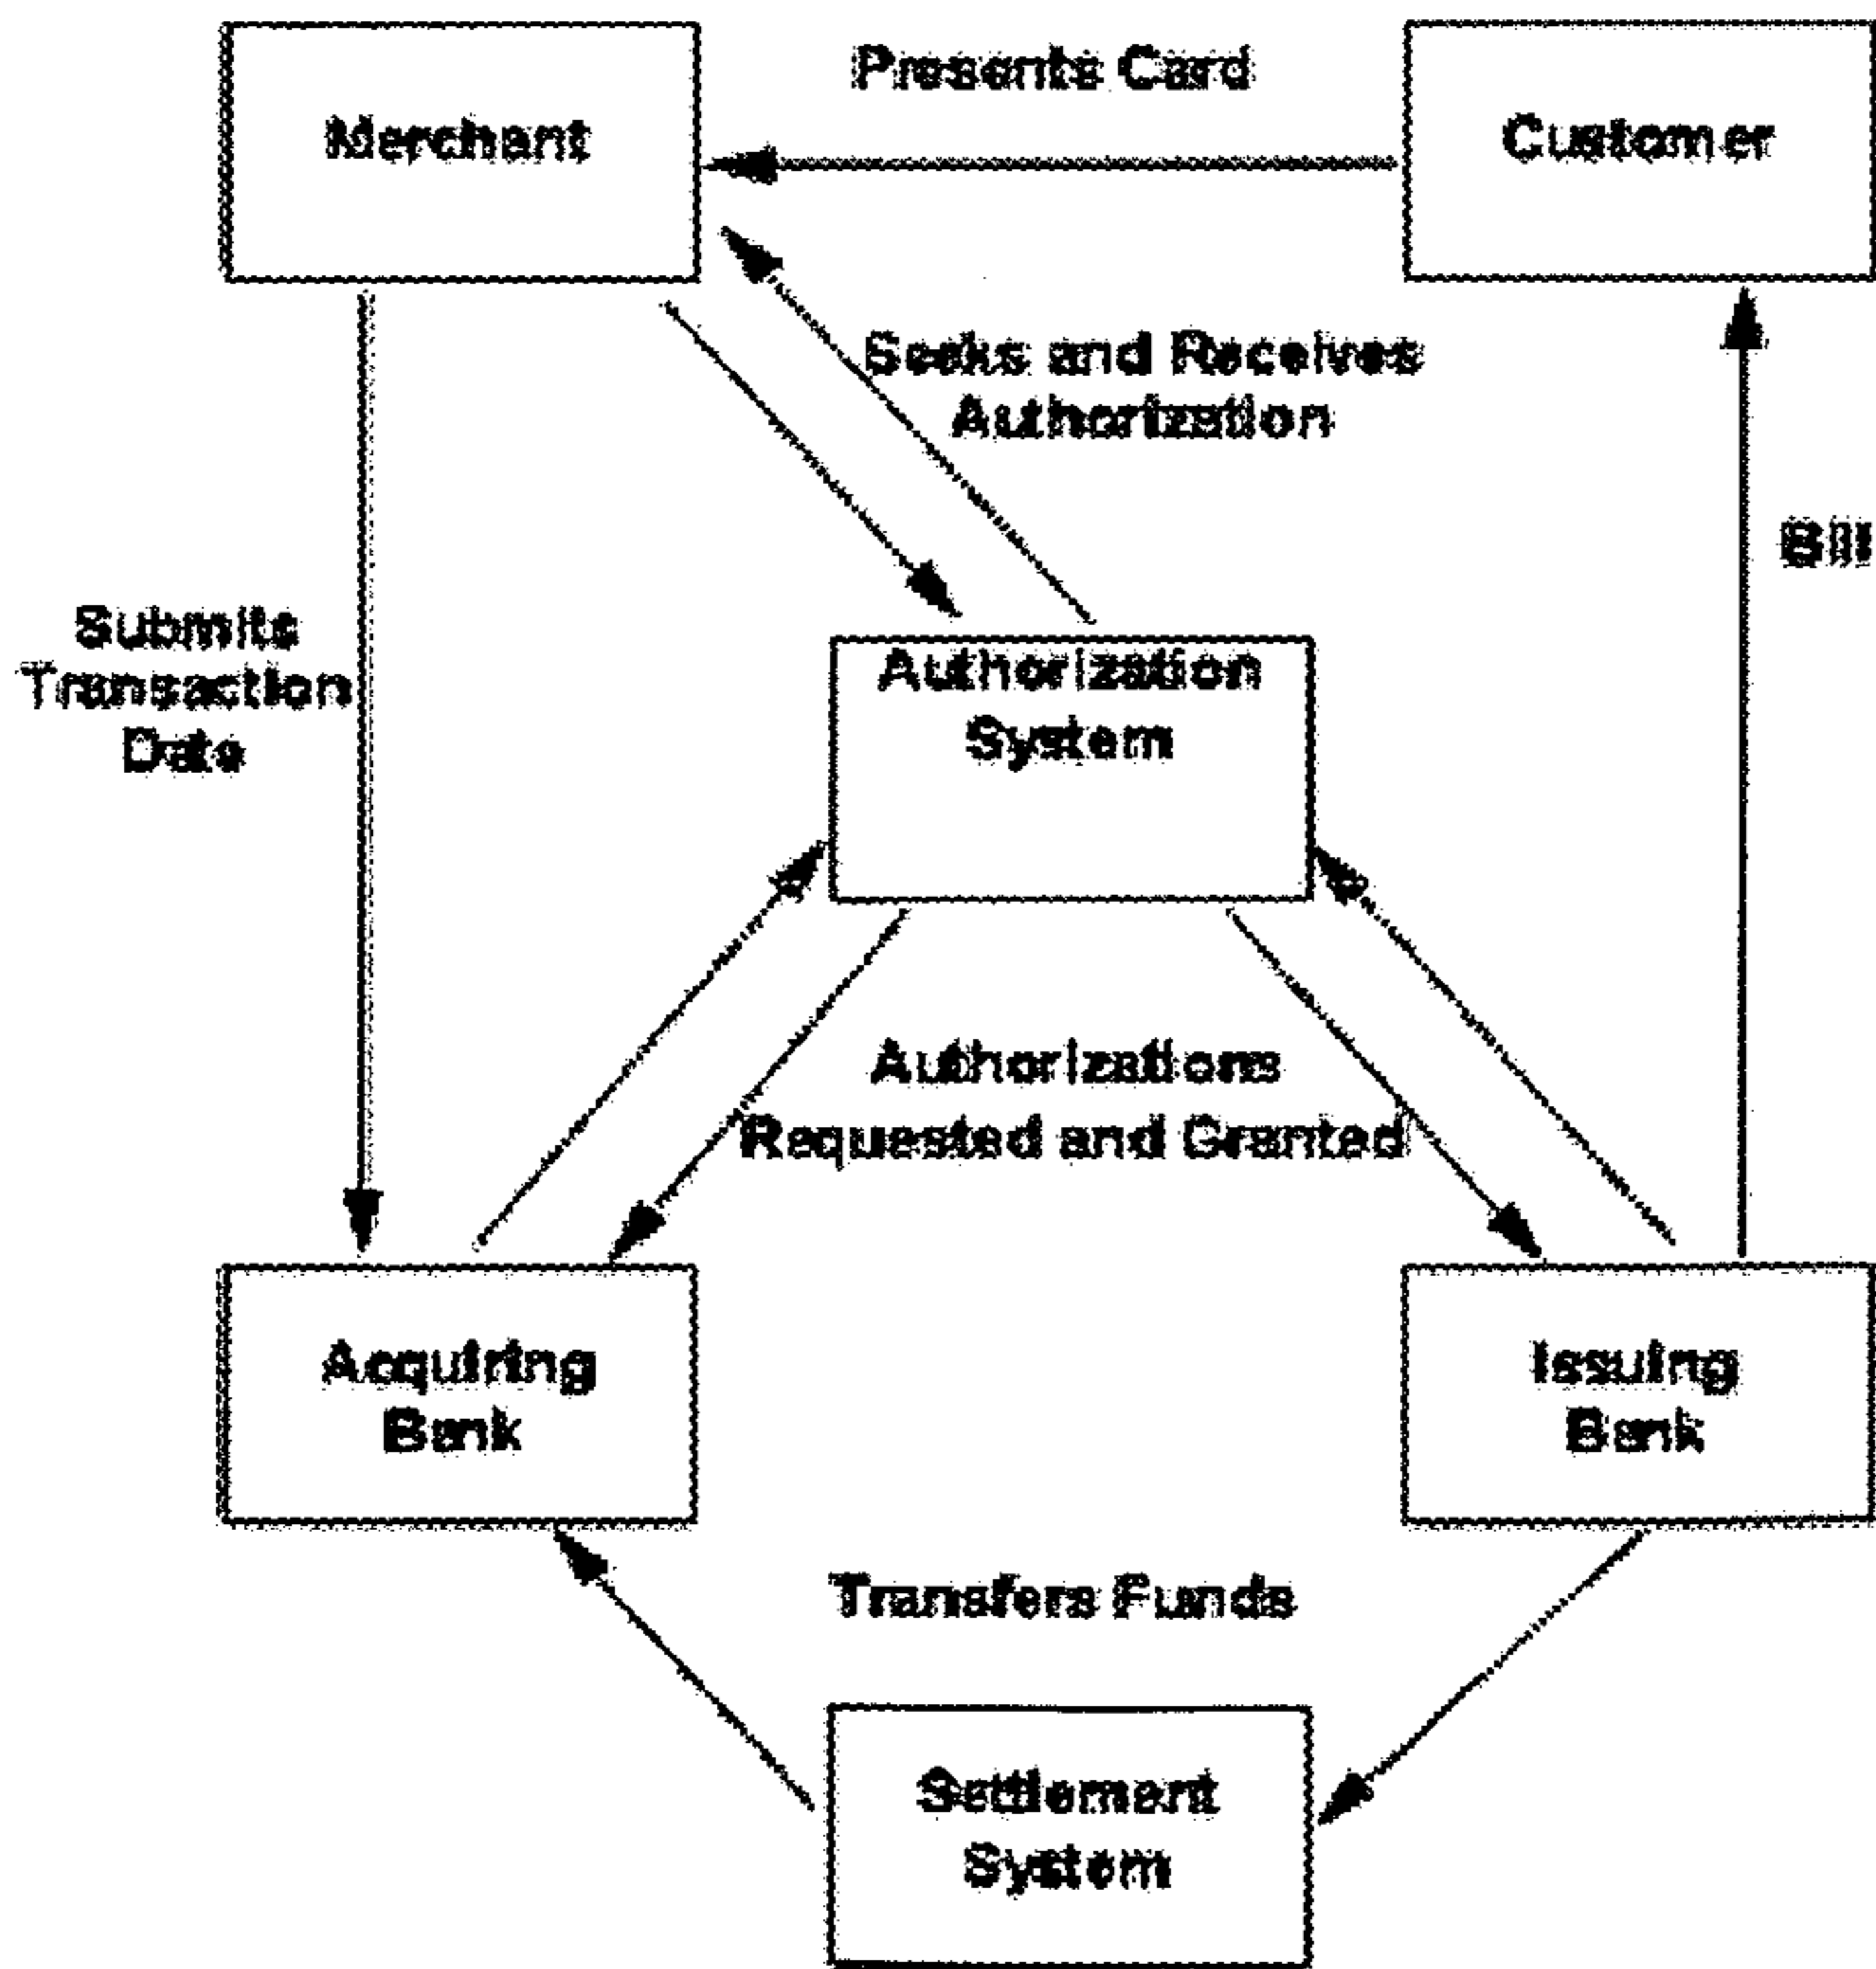 Presents Card
Merchant
Customer
Seeks and Receives
Authorization
Bill
Submits
Transaction
Data
Authorization
System
Authorizations
Requested and Granted
Acquiring
Bank
Issuing
Bank
Transfers Funds
Settlement
System